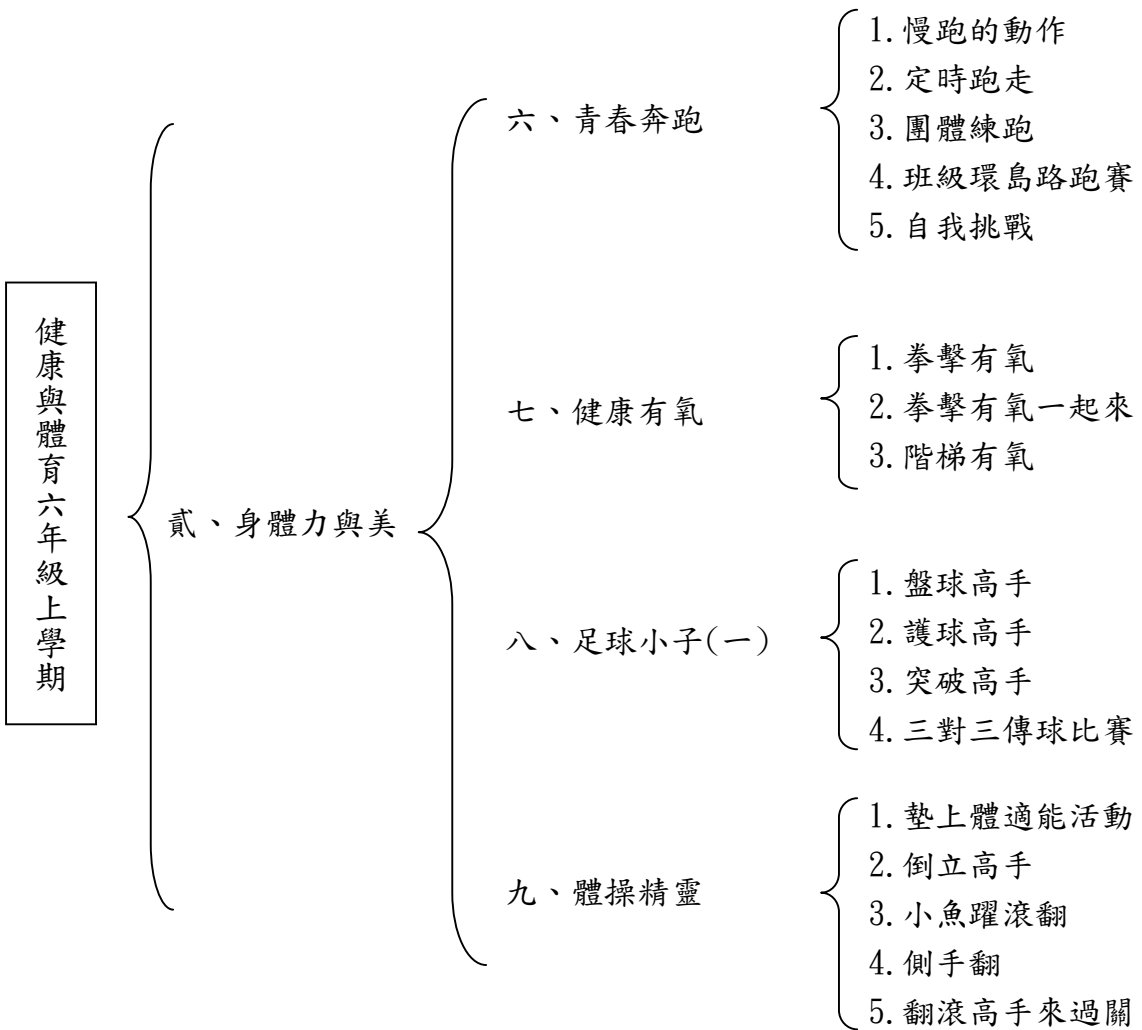 健康與體育六年級上學期
貳、身體力與美
六、青春奔跑
1.慢跑的動作
2.定時跑走
3.團體練跑
4.班級環島路跑賽
5.自我挑戰
七、健康有氧
1.拳擊有氧
2.拳擊有氧一起來
3.階梯有氧
八、足球小子(一)
1.盤球高手
2.護球高手
3.突破高手
4.三對三傳球比賽
九、體操精靈
1.墊上體適能活動
2.倒立高手
3.小魚躍滾翻
4.側手翻
5.翻滾高手來過關